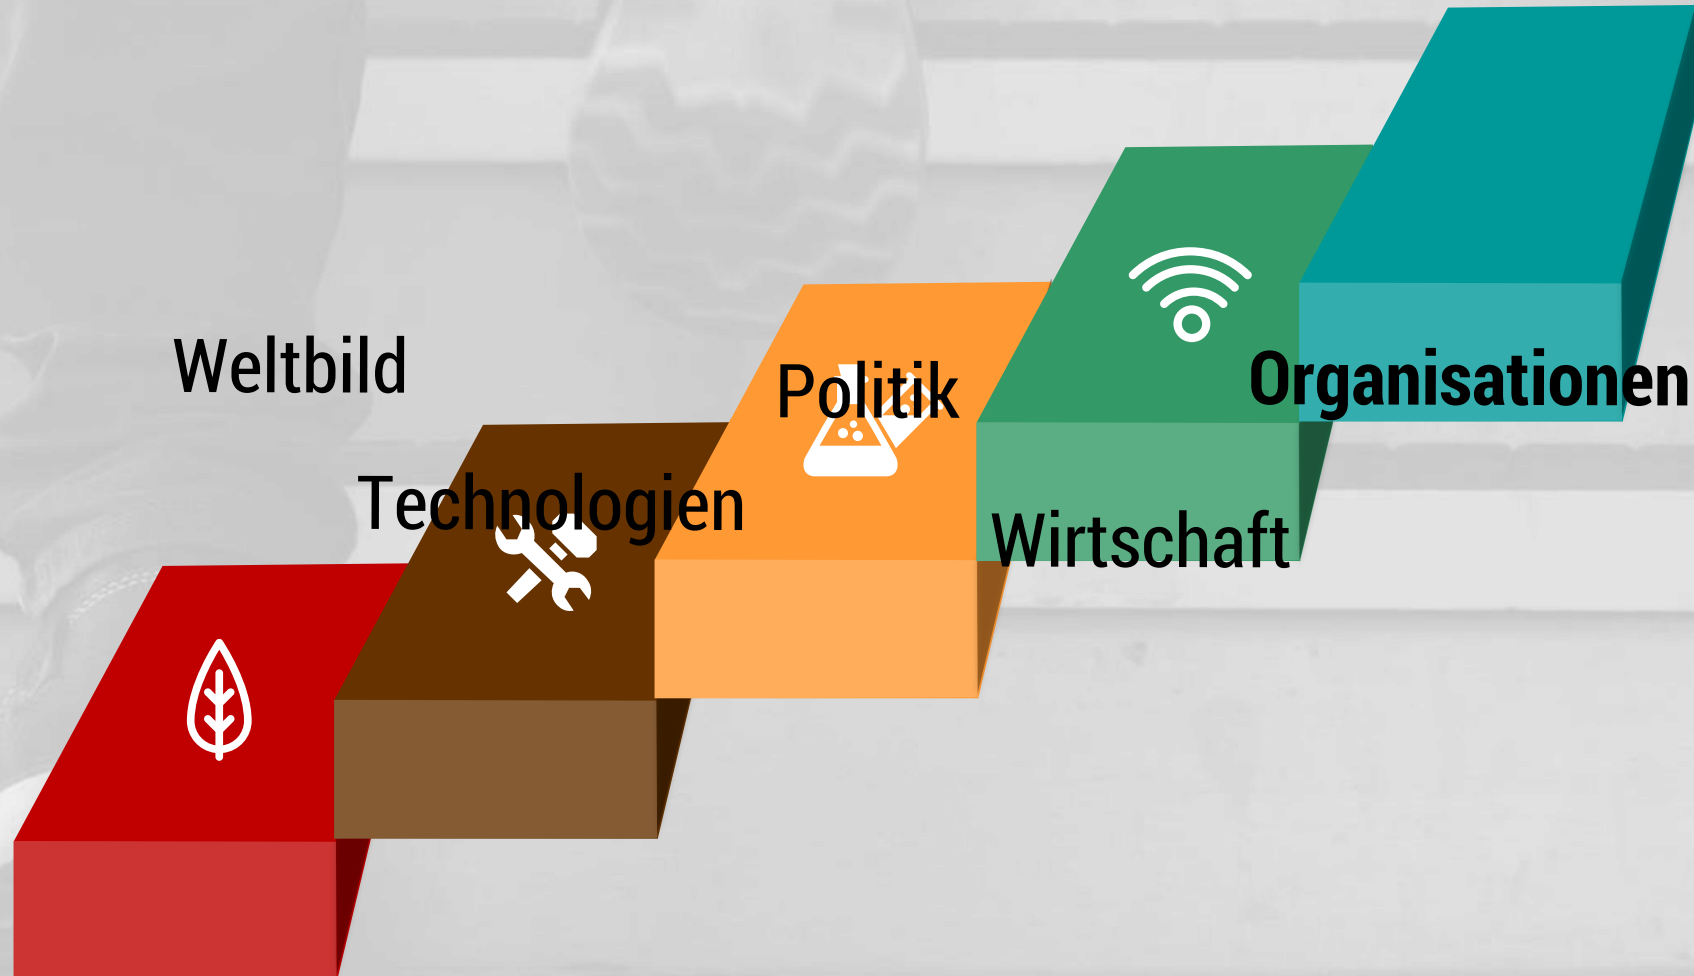 Weltbild
Technologien
Politik
Wirtschaft
Organisationen